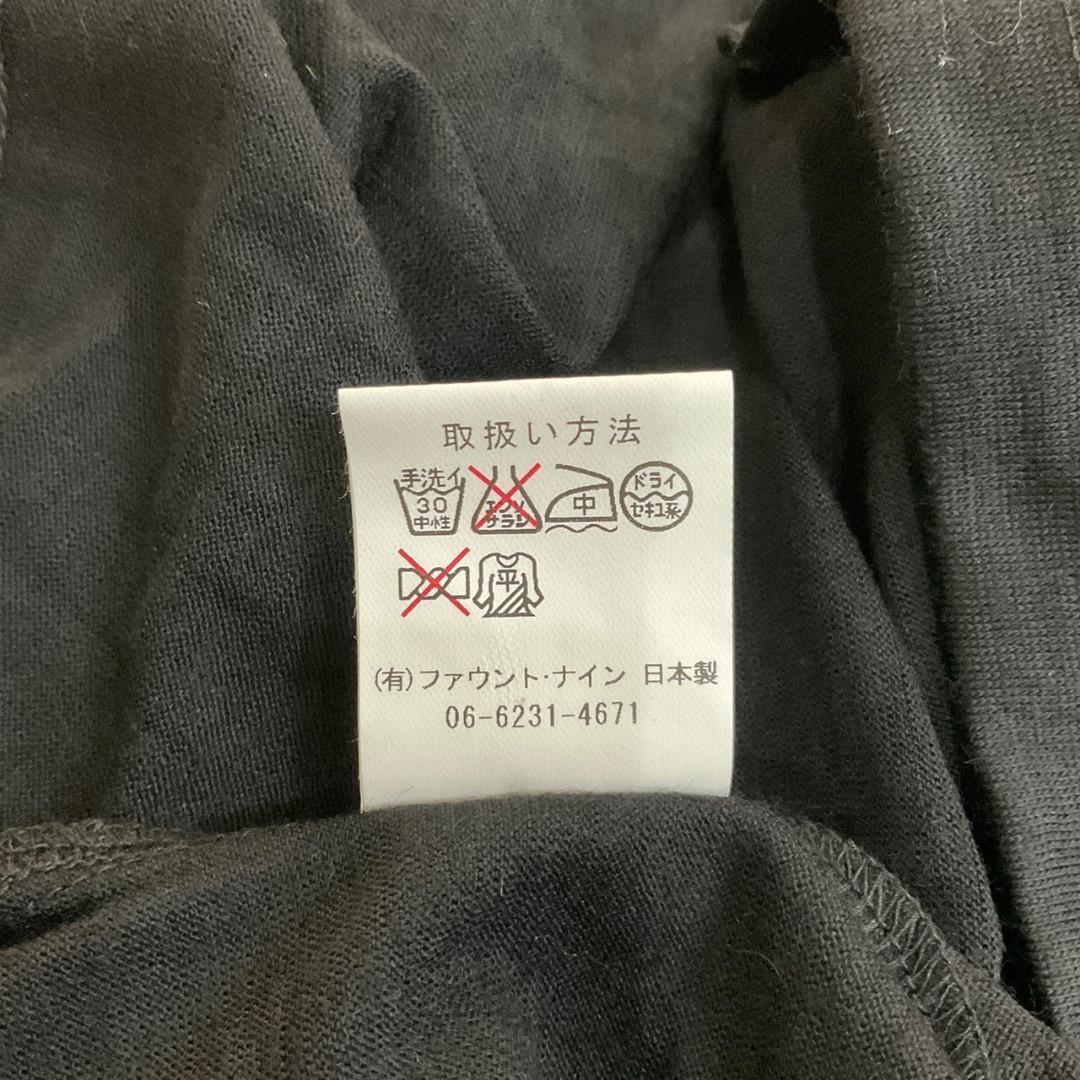 取扱い方法
手洗イ 30 中性 エンソ サラシ 中 ドライ セキユ系
平
(有)ファウント・ナイン 日本製
06-6231-4671